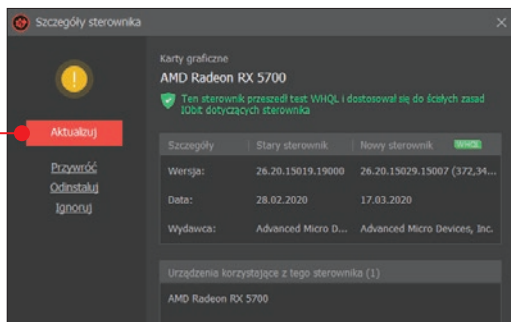 Szczegóły sterownika
Karty graficzne
AMD Radeon RX 5700
Ten sterownik przeszedł test WHQL i dostosował się do ścisłych zasad
IObit dotyczących sterownika
Aktualizuj
Przywróć
Odinstaluj
Ignoruj
Szczegóły Stary sterownik Nowy sterownik WHQL
Wersja: 26.20.15019.19000 26.20.15029.15007 (372,34...
Data: 28.02.2020 17.03.2020
Wydawca: Advanced Micro D... Advanced Micro Devices, Inc.
Urządzenia korzystające z tego sterownika (1)
AMD Radeon RX 5700